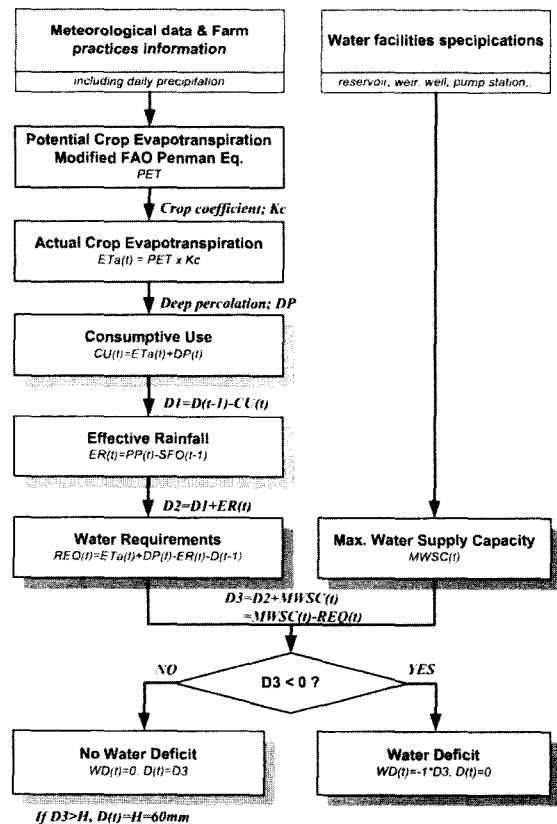 Meteorological data & Farm
practices information
including daily precipitation
Water facilities specipications
reservoir, weir, well, pump station..
Potential Crop Evapotranspiration
Modified FAO Penman Eq.
PET
Crop coefficient; Kc
Actual Crop Evapotranspiration
ETa(t) = PET x Kc
Deep percolation; DP
Consumptive Use
CU(t)=ETa(t)+DP(t)
D1=D(t-1)-CU(t)
Effective Rainfall
ER(t)=PP(t)-SFO(t-1)
D2=D1+ER(t)
Water Requirements
REQ(t)=ETa(t)+DP(t)-ER(t)-D(t-1)
Max. Water Supply Capacity
MWSC(t)
D3=D2+MWSC(t)
=MWSC(t)-REQ(t)
NO
D3 < 0 ?
YES
No Water Deficit
WD(t)=0, D(t)=D3
Water Deficit
WD(t)=-1*D3, D(t)=0
If D3>H, D(t)=H=60mm